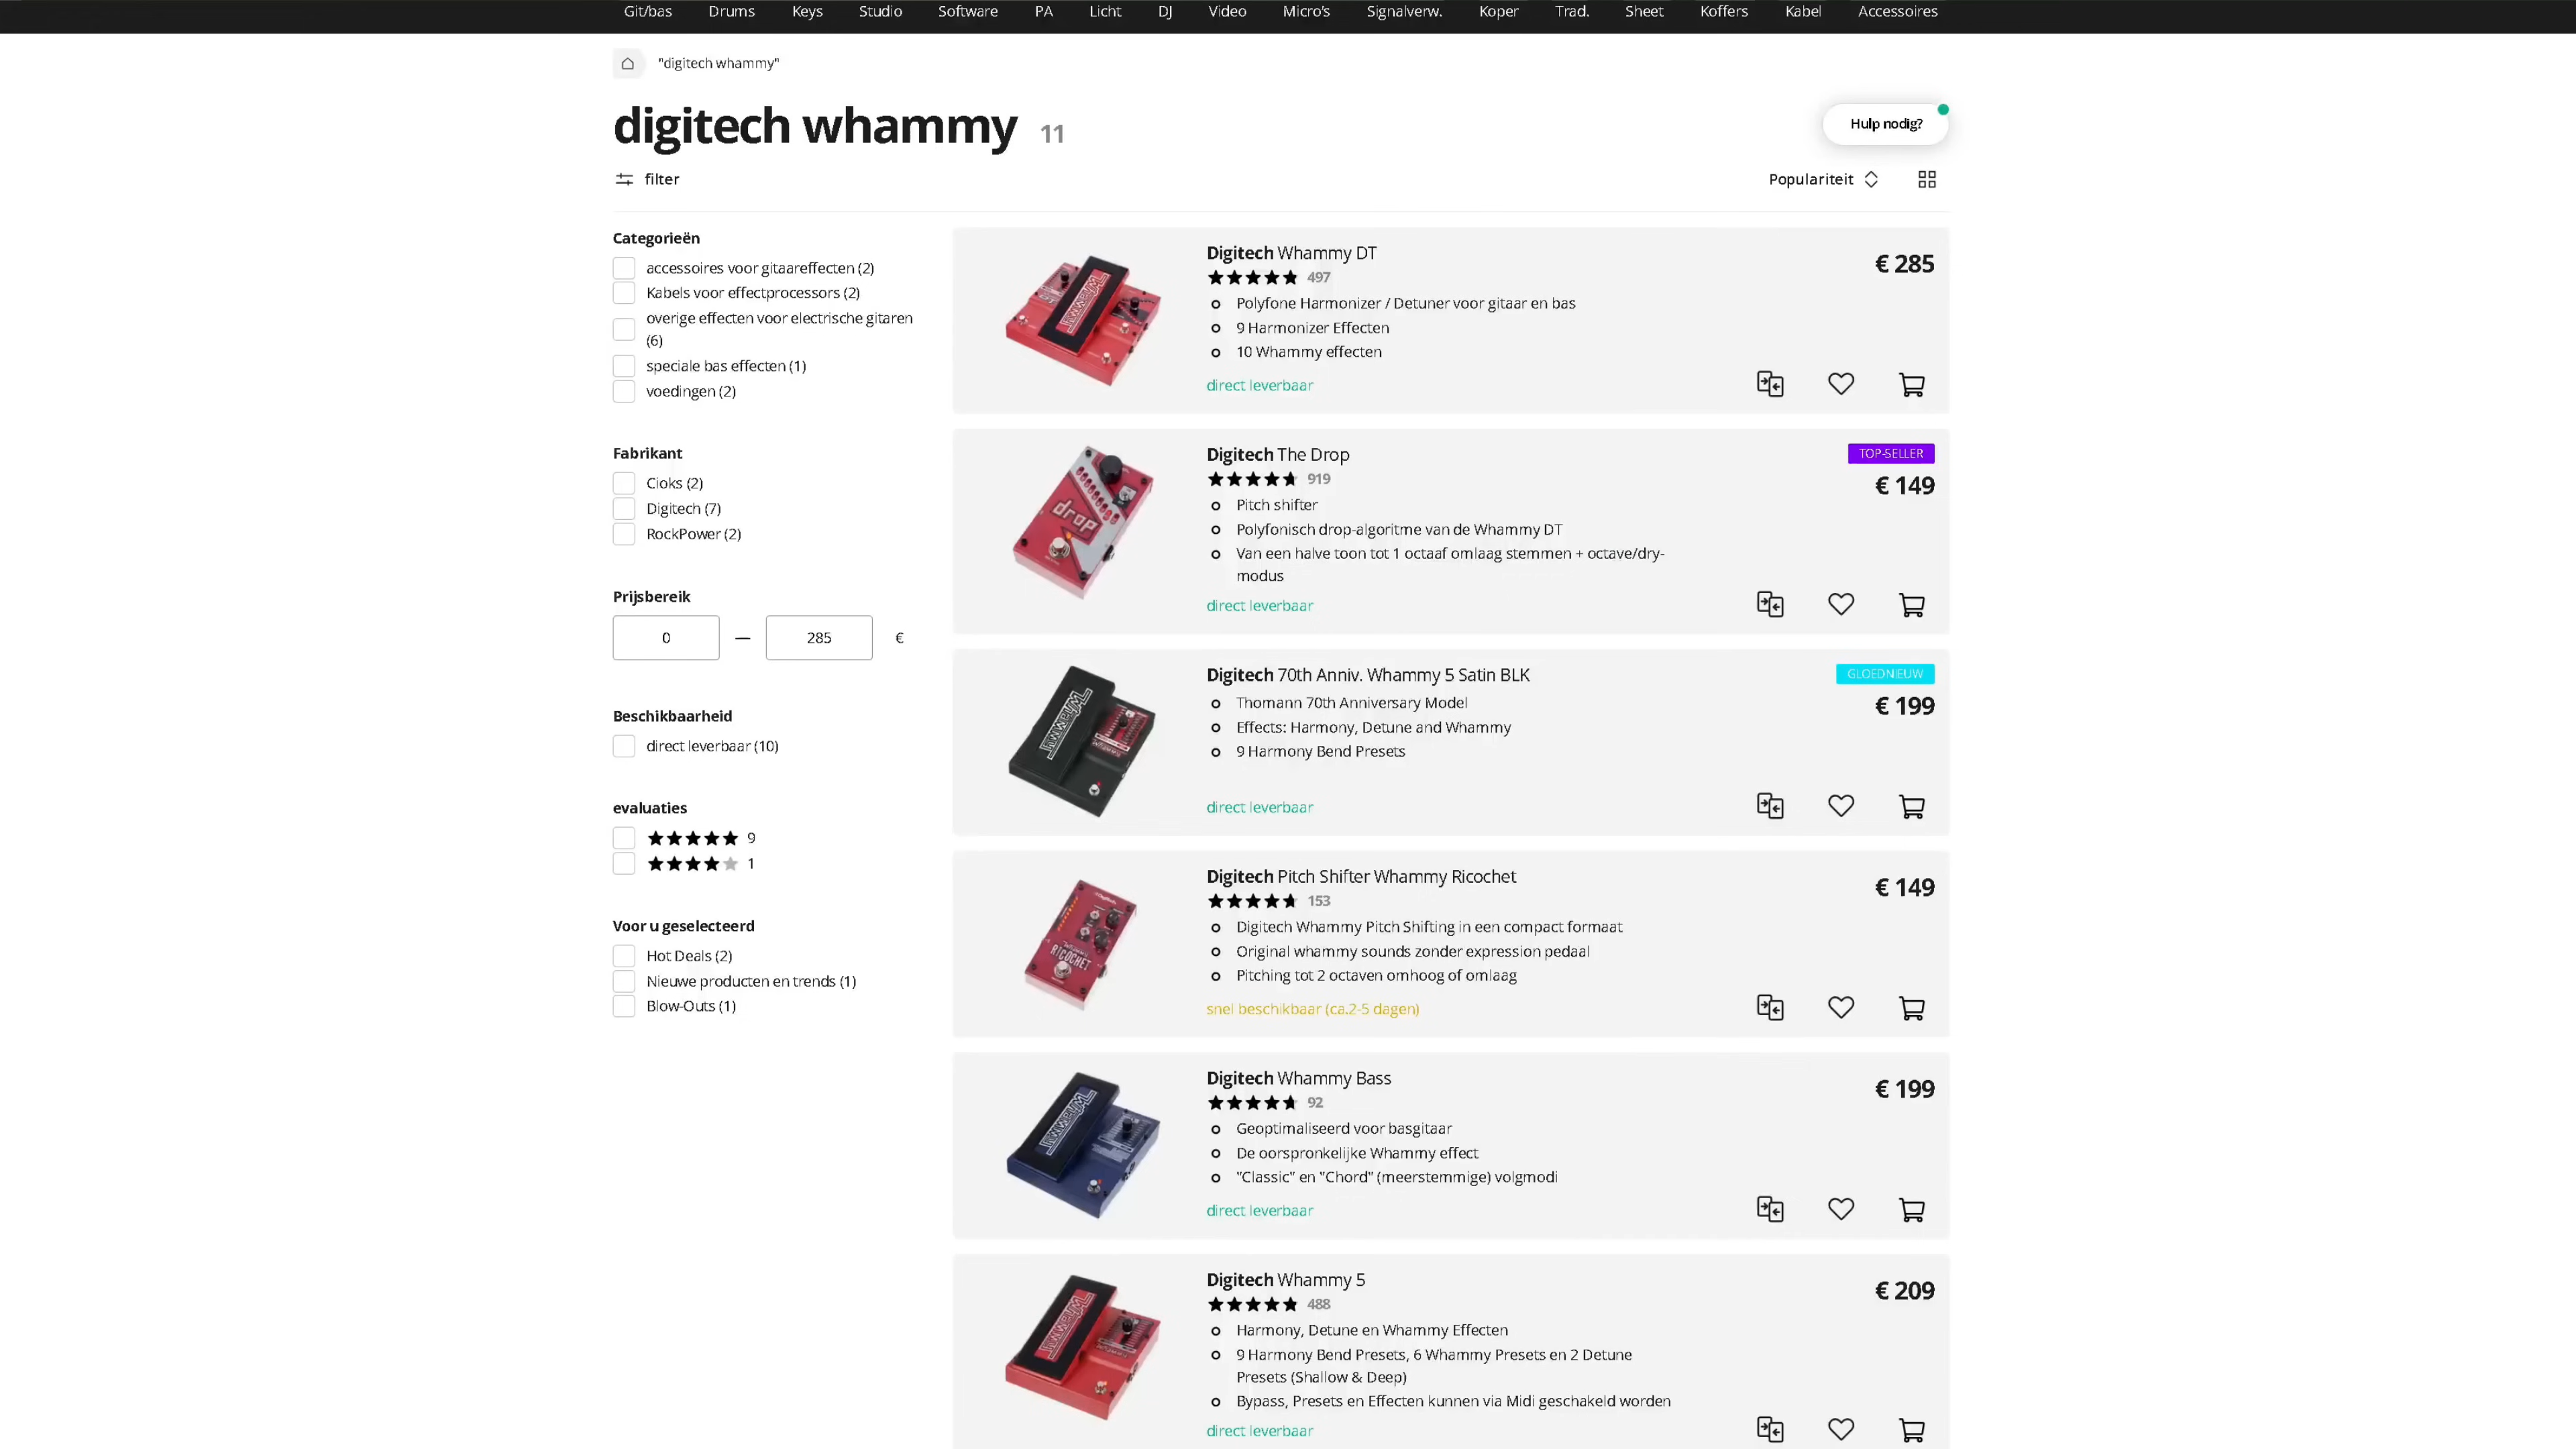 Git/bas Drums Keys Studio Software PA Licht DJ Video Micro's Signalverw. Koper Trad. Sheet Koffers Kabel Accessoires
"digitech whammy"
digitech whammy 11
Hulp nodig?
filter
Populariteit
Categorieën
accessoires voor gitaareffecten (2)
Kabels voor effectprocessors (2)
overige effecten voor electrische gitaren
(6)
speciale bas effecten (1)
voedingen (2)
Fabrikant
Cioks (2)
Digitech (7)
RockPower (2)
Prijsbereik
0 — 285 €
Beschikbaarheid
direct leverbaar (10)
evaluaties
9
1
Voor u geselecteerd
Hot Deals (2)
Nieuwe producten en trends (1)
Blow-Outs (1)
Digitech Whammy DT
€ 285
497
Polyfone Harmonizer / Detuner voor gitaar en bas
9 Harmonizer Effecten
10 Whammy effecten
direct leverbaar
WHAMMY
Digitech The Drop
TOP-SELLER
€ 149
919
Pitch shifter
Polyfonisch drop-algoritme van de Whammy DT
Van een halve toon tot 1 octaaf omlaag stemmen + octave/dry-
modus
direct leverbaar
drop
Digitech 70th Anniv. Whammy 5 Satin BLK
GLOEDNIEUW
€ 199
Thomann 70th Anniversary Model
Effects: Harmony, Detune and Whammy
9 Harmony Bend Presets
direct leverbaar
WHAMMY
Digitech Pitch Shifter Whammy Ricochet
€ 149
153
Digitech Whammy Pitch Shifting in een compact formaat
Original whammy sounds zonder expression pedaal
Pitching tot 2 octaven omhoog of omlaag
snel beschikbaar (ca.2-5 dagen)
RICOCHET
Digitech Whammy Bass
€ 199
92
Geoptimaliseerd voor basgitaar
De oorspronkelijke Whammy effect
"Classic" en "Chord" (meerstemmige) volgmodi
direct leverbaar
WHAMMY
Digitech Whammy 5
€ 209
488
Harmony, Detune en Whammy Effecten
9 Harmony Bend Presets, 6 Whammy Presets en 2 Detune
Presets (Shallow & Deep)
Bypass, Presets en Effecten kunnen via Midi geschakeld worden
direct leverbaar
WHAMMY